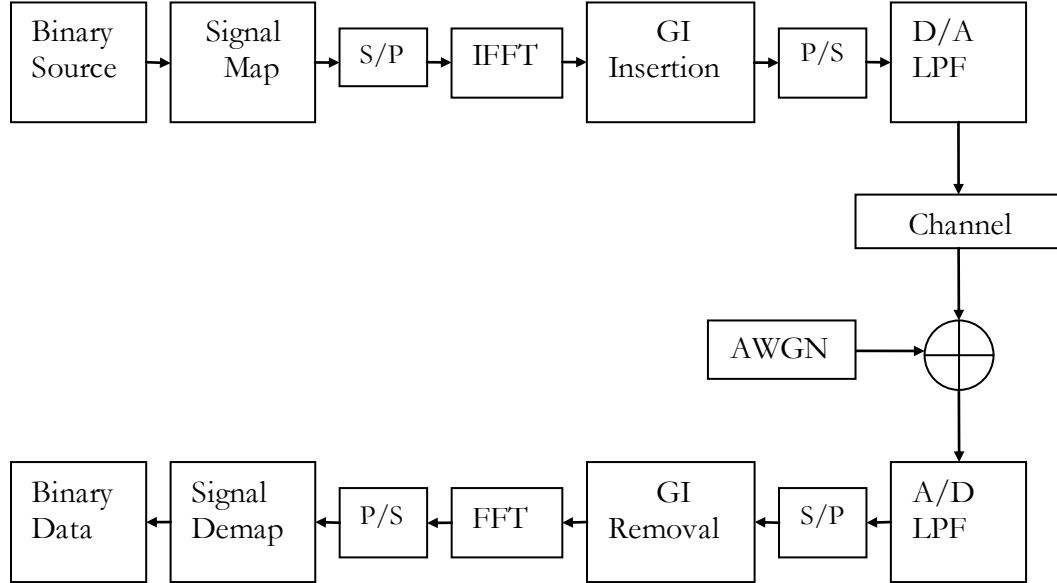 Binary
Source
Signal
Map
S/P
IFFT
GI
Insertion
P/S
D/A
LPF
Channel
AWGN
Binary
Data
Signal
Demap
P/S
FFT
GI
Removal
S/P
A/D
LPF